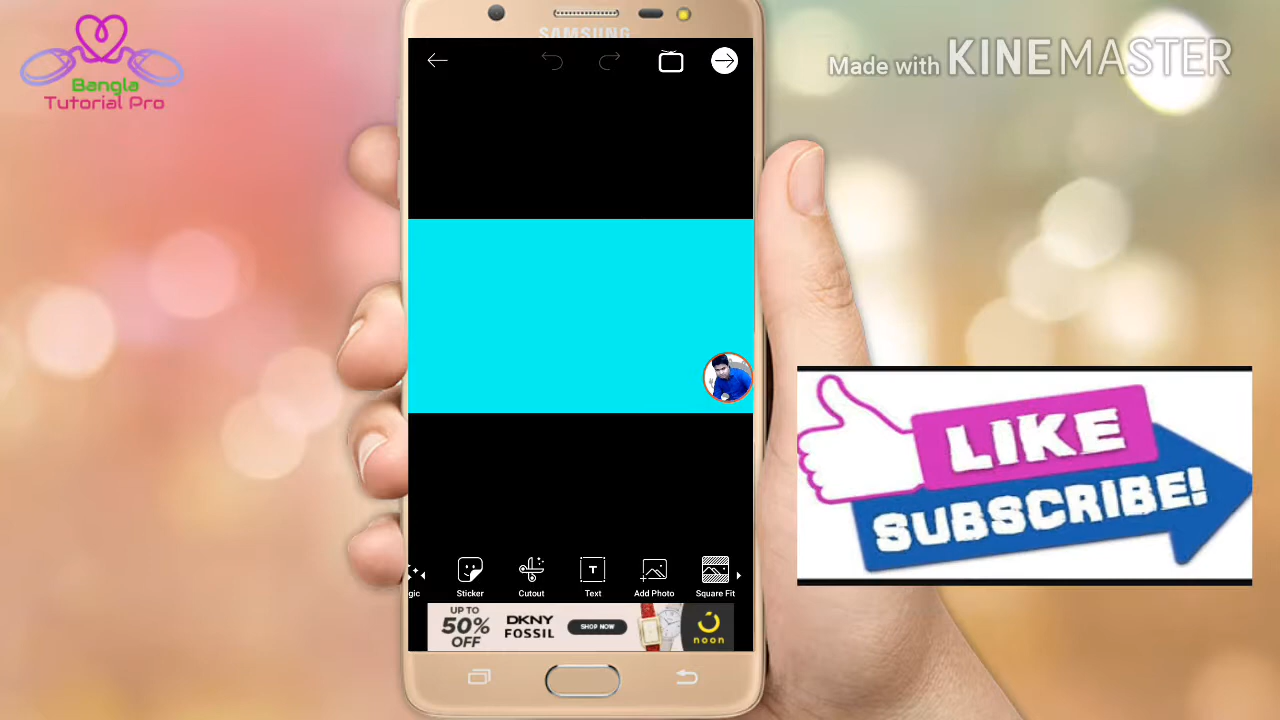 Bangla
Tutorial Pro
SAMSUNG
Made with KINEMASTER
LIKE
SUBSCRIBE!
gic
Sticker
Cutout
Text
Add Photo
Square Fit
UP TO
50%
OFF
DKNY
FOSSIL
SHOP NOW
noon